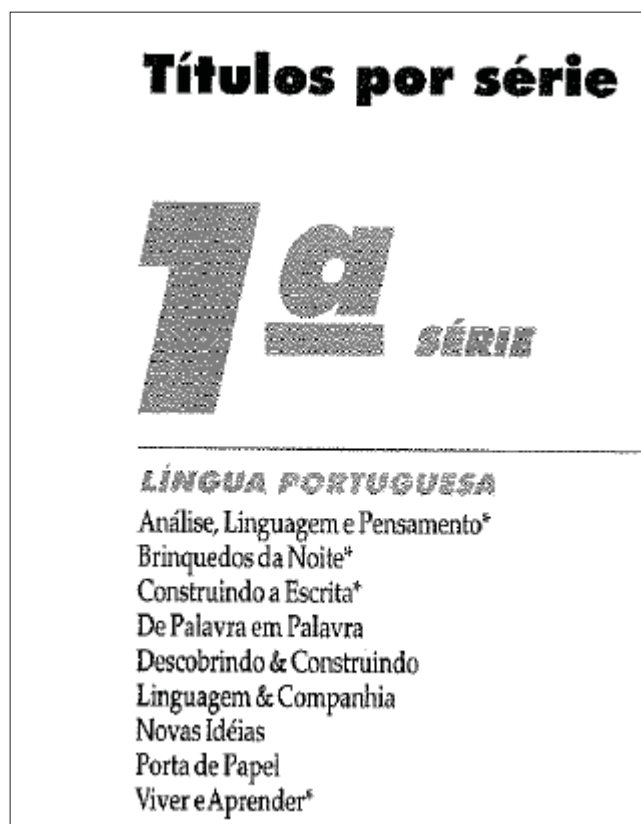 Títulos por série
1ª SÉRIE
LÍNGUA PORTUGUESA
Análise, Linguagem e Pensamento*
Brinquedos da Noite*
Construindo a Escrita*
De Palavra em Palavra
Descobrindo & Construindo
Linguagem & Companhia
Novas Idéias
Porta de Papel
Viver e Aprender*